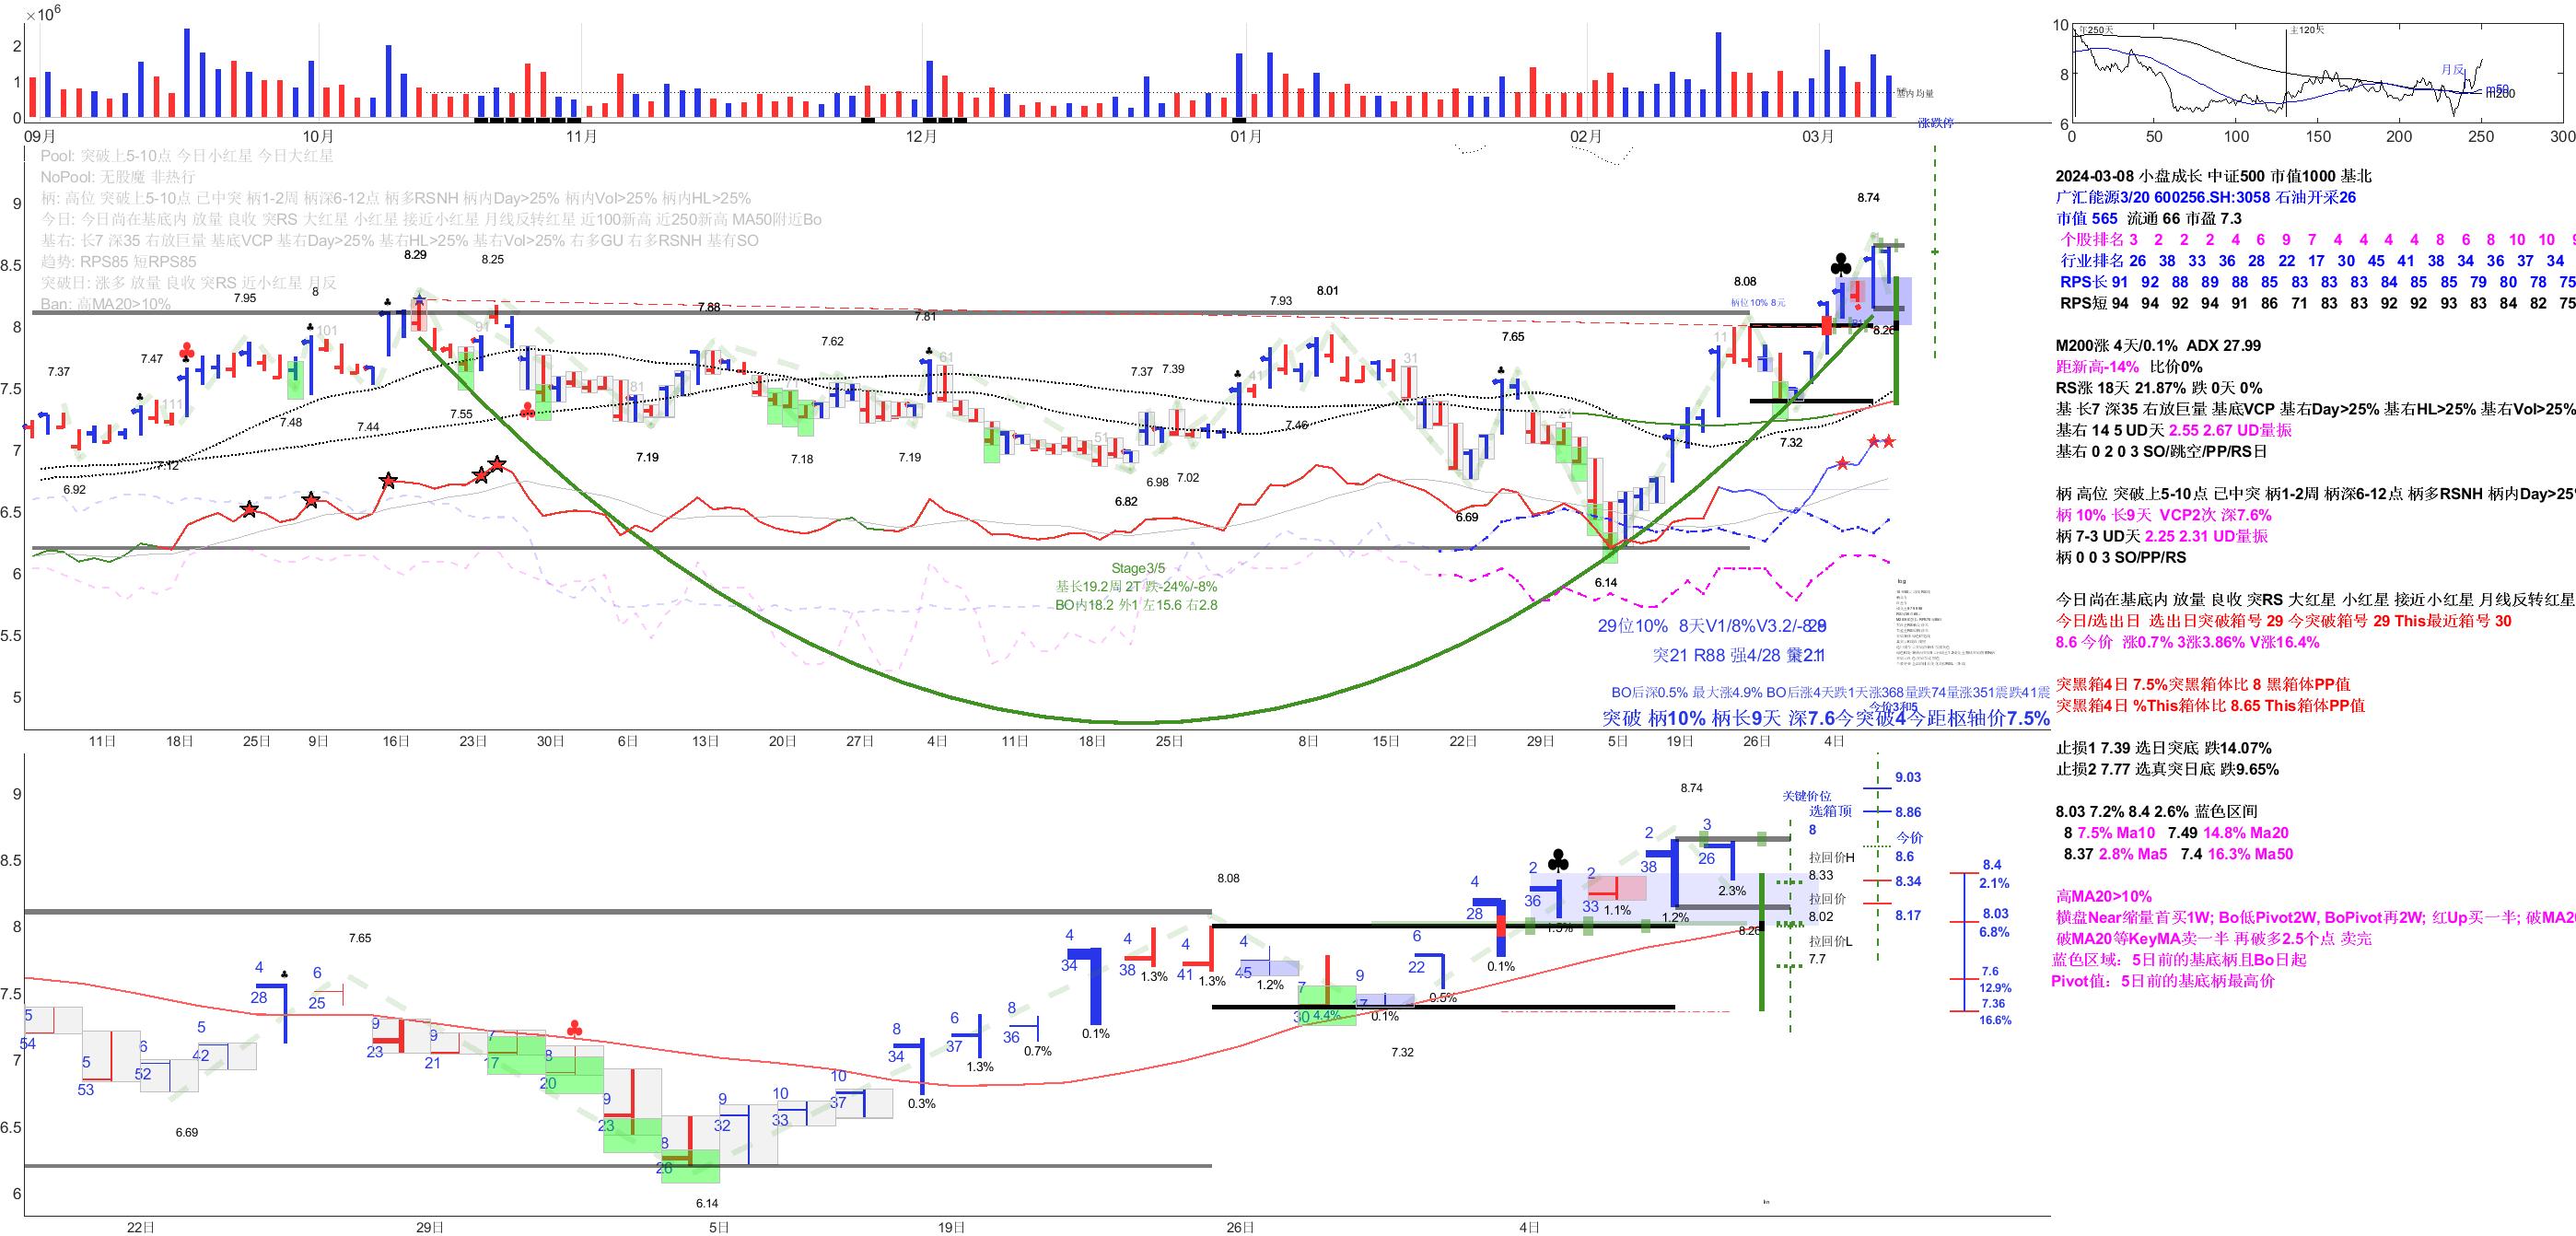 ×10⁶
2
1
0
09月 10月 11月 12月 01月 02月 03月
基内均量
涨跌停
10
8
6
0 50 100 150 200 250 300
年250天
主120天
月反
m50
m200
Pool: 突破上5-10点 今日小红星 今日大红星
NoPool: 无股魔 非热行
柄: 高位 突破上5-10点 己中突 柄1-2周 柄深6-12点 柄多RSNH 柄内Day>25% 柄内Vol>25% 柄内HL>25%
今日: 今日尚在基底内 放量 良收 突RS 大红星 小红星 接近小红星 月线反转红星 近100新高 近250新高 MA50附近Bo
基右: 长7 深35 右放巨量 基底VCP 基右Day>25% 基右HL>25% 基右Vol>25% 右多GU 右多RSNH 基有SO
趋势: RPS85 短RPS85
突破日: 涨多 放量 良收 突RS 近小红星 月反
Ban: 高MA20>10%
9
8.5
8
7.5
7
6.5
6
5.5
5
7.37
6.92
7.47
7.12
111
7.95
7.48
8
101
7.44
8.29
8.25
91
7.55
81
7.19
7.88
7.62
7.18
7.81
7.19
61
51
6.82
6.98
7.02
7.37 7.39
7.93
41
7.46
8.01
31
6.69
7.65
21
6.14
11
8.08
柄位10% 8元
7.32
8.74
8.26
Stage3/5
基长19.2周 2T 跌-24%/-8%
BO内18.2 外1 左15.6 右2.8
29位10% 8天V1/8%V3.2/-8.9
突21 R88 强4/28
BO后深0.5% 最大涨4.9% BO后涨4天跌1天涨368量跌74量涨351震跌41震
突破 柄10% 柄长9天 深7.6今突破4今距枢轴价7.5%
11日 18日 25日 9日 16日 23日 30日 6日 13日 20日 27日 4日 11日 18日 25日 8日 15日 22日 29日 5日 19日 26日 4日
2024-03-08 小盘成长 中证500 市值1000 基北
广汇能源3/20 600256.SH:3058 石油开采26
市值 565 流通 66 市盈 7.3
个股排名 3 2 2 2 4 6 9 7 4 4 4 4 8 6 8 10 10
行业排名 26 38 33 36 28 22 17 30 45 41 38 34 36 37 34
RPS长 91 92 88 89 88 85 83 83 83 84 85 85 79 80 78 75
RPS短 94 94 92 94 91 86 71 83 83 92 92 93 83 84 82 75
M200涨 4天/0.1% ADX 27.99
距新高-14% 比价0%
RS涨 18天 21.87% 跌 0天 0%
基 长7 深35 右放巨量 基底VCP 基右Day>25% 基右HL>25% 基右Vol>25%
基右 14 5 UD天 2.55 2.67 UD量振
基右 0 2 0 3 SO/跳空/PP/RS日
柄 高位 突破上5-10点 己中突 柄1-2周 柄深6-12点 柄多RSNH 柄内Day>25%
柄 10% 长9天 VCP2次 深7.6%
柄 7-3 UD天 2.25 2.31 UD量振
柄 0 0 3 SO/PP/RS
今日尚在基底内 放量 良收 突RS 大红星 小红星 接近小红星 月线反转红星
今日/选出日 选出日突破箱号 29 今突破箱号 29 This最近箱号 30
8.6 今价 涨0.7% 3涨3.86% V涨16.4%
突黑箱4日 7.5%突黑箱体比 8 黑箱体PP值
突黑箱4日 %This箱体比 8.65 This箱体PP值
止损1 7.39 选日突底 跌14.07%
止损2 7.77 选真突日底 跌9.65%
8.03 7.2% 8.4 2.6% 蓝色区间
8 7.5% Ma10 7.49 14.8% Ma20
8.37 2.8% Ma5 7.4 16.3% Ma50
高MA20>10%
横盘Near缩量首买1W; Bo低Pivot2W, BoPivot再2W; 红Up买一半; 破MA20
破MA20等KeyMA卖一半 再破多2.5个点 卖完
蓝色区域: 5日前的基底柄且Bo日起
Pivot值: 5日前的基底柄最高价
9
8.5
8
7.5
7
6.5
6
5 54
5 53
6 52
6.69
5 42
4 28
6 25
7.65
9 23
9 21
7 17
8 20
9 23
8 26
6.14
9 32
10 33
10 37
8 34 0.3%
6 37 1.3%
8 36 0.7%
4 34 0.1%
4 38 1.3%
4 41 1.3%
8.08
4 45 1.2%
7 30 4.4%
9 17 0.1%
7.32
6 22 0.5%
4 28 0.1%
2 36 1.5%
2 33 1.1%
2 38 1.2%
8.74
3 26 2.3%
8.26
关键价位
选箱顶
8
拉回价H
8.33
拉回价
8.02
拉回价L
7.7
9.03
8.86
今价
8.6
8.34
8.17
8.4
2.1%
8.03
6.8%
7.6
12.9%
7.36
16.6%
22日 29日 5日 19日 26日 4日